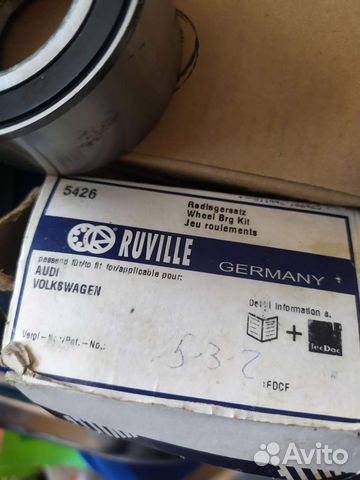 5426
Radlagersatz
Wheel Brg Kit
Jeu roulements
RUVILLE
GERMANY
passend für/to fit for/applicable pour:
AUDI
VOLKSWAGEN
Detail Information s.
+
TecDoc
Vergl.-Nr./Ref.-No.:
5-3-2
1FDCF
Avito